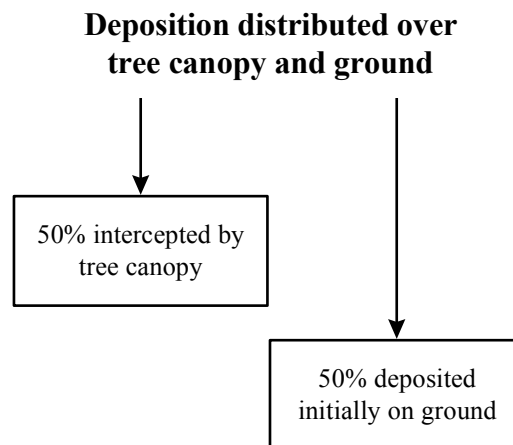 Deposition distributed over
tree canopy and ground
50% intercepted by
tree canopy
50% deposited
initially on ground